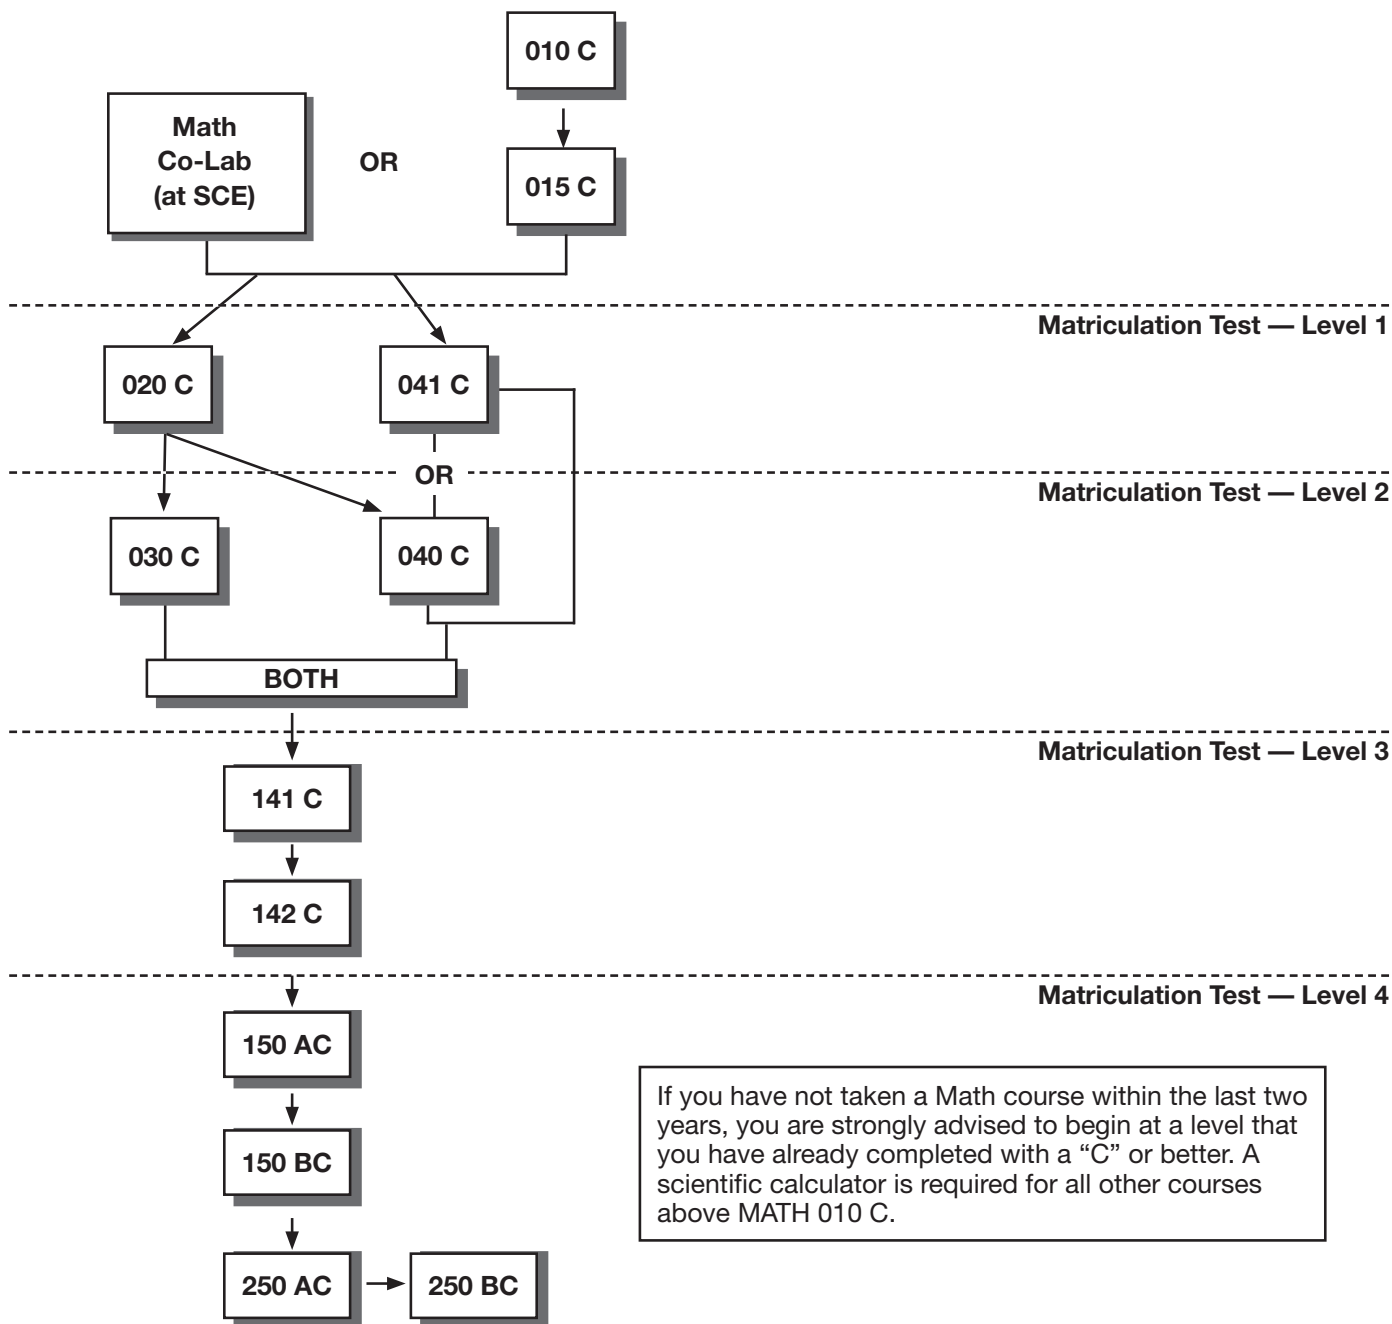 010 C
Math
Co-Lab
(at SCE)
OR
015 C
Matriculation Test — Level 1
020 C
041 C
OR
Matriculation Test — Level 2
030 C
040 C
BOTH
Matriculation Test — Level 3
141 C
142 C
Matriculation Test — Level 4
150 AC
If you have not taken a Math course within the last two
years, you are strongly advised to begin at a level that
you have already completed with a “C” or better. A
scientific calculator is required for all other courses
above MATH 010 C.
150 BC
250 AC
250 BC